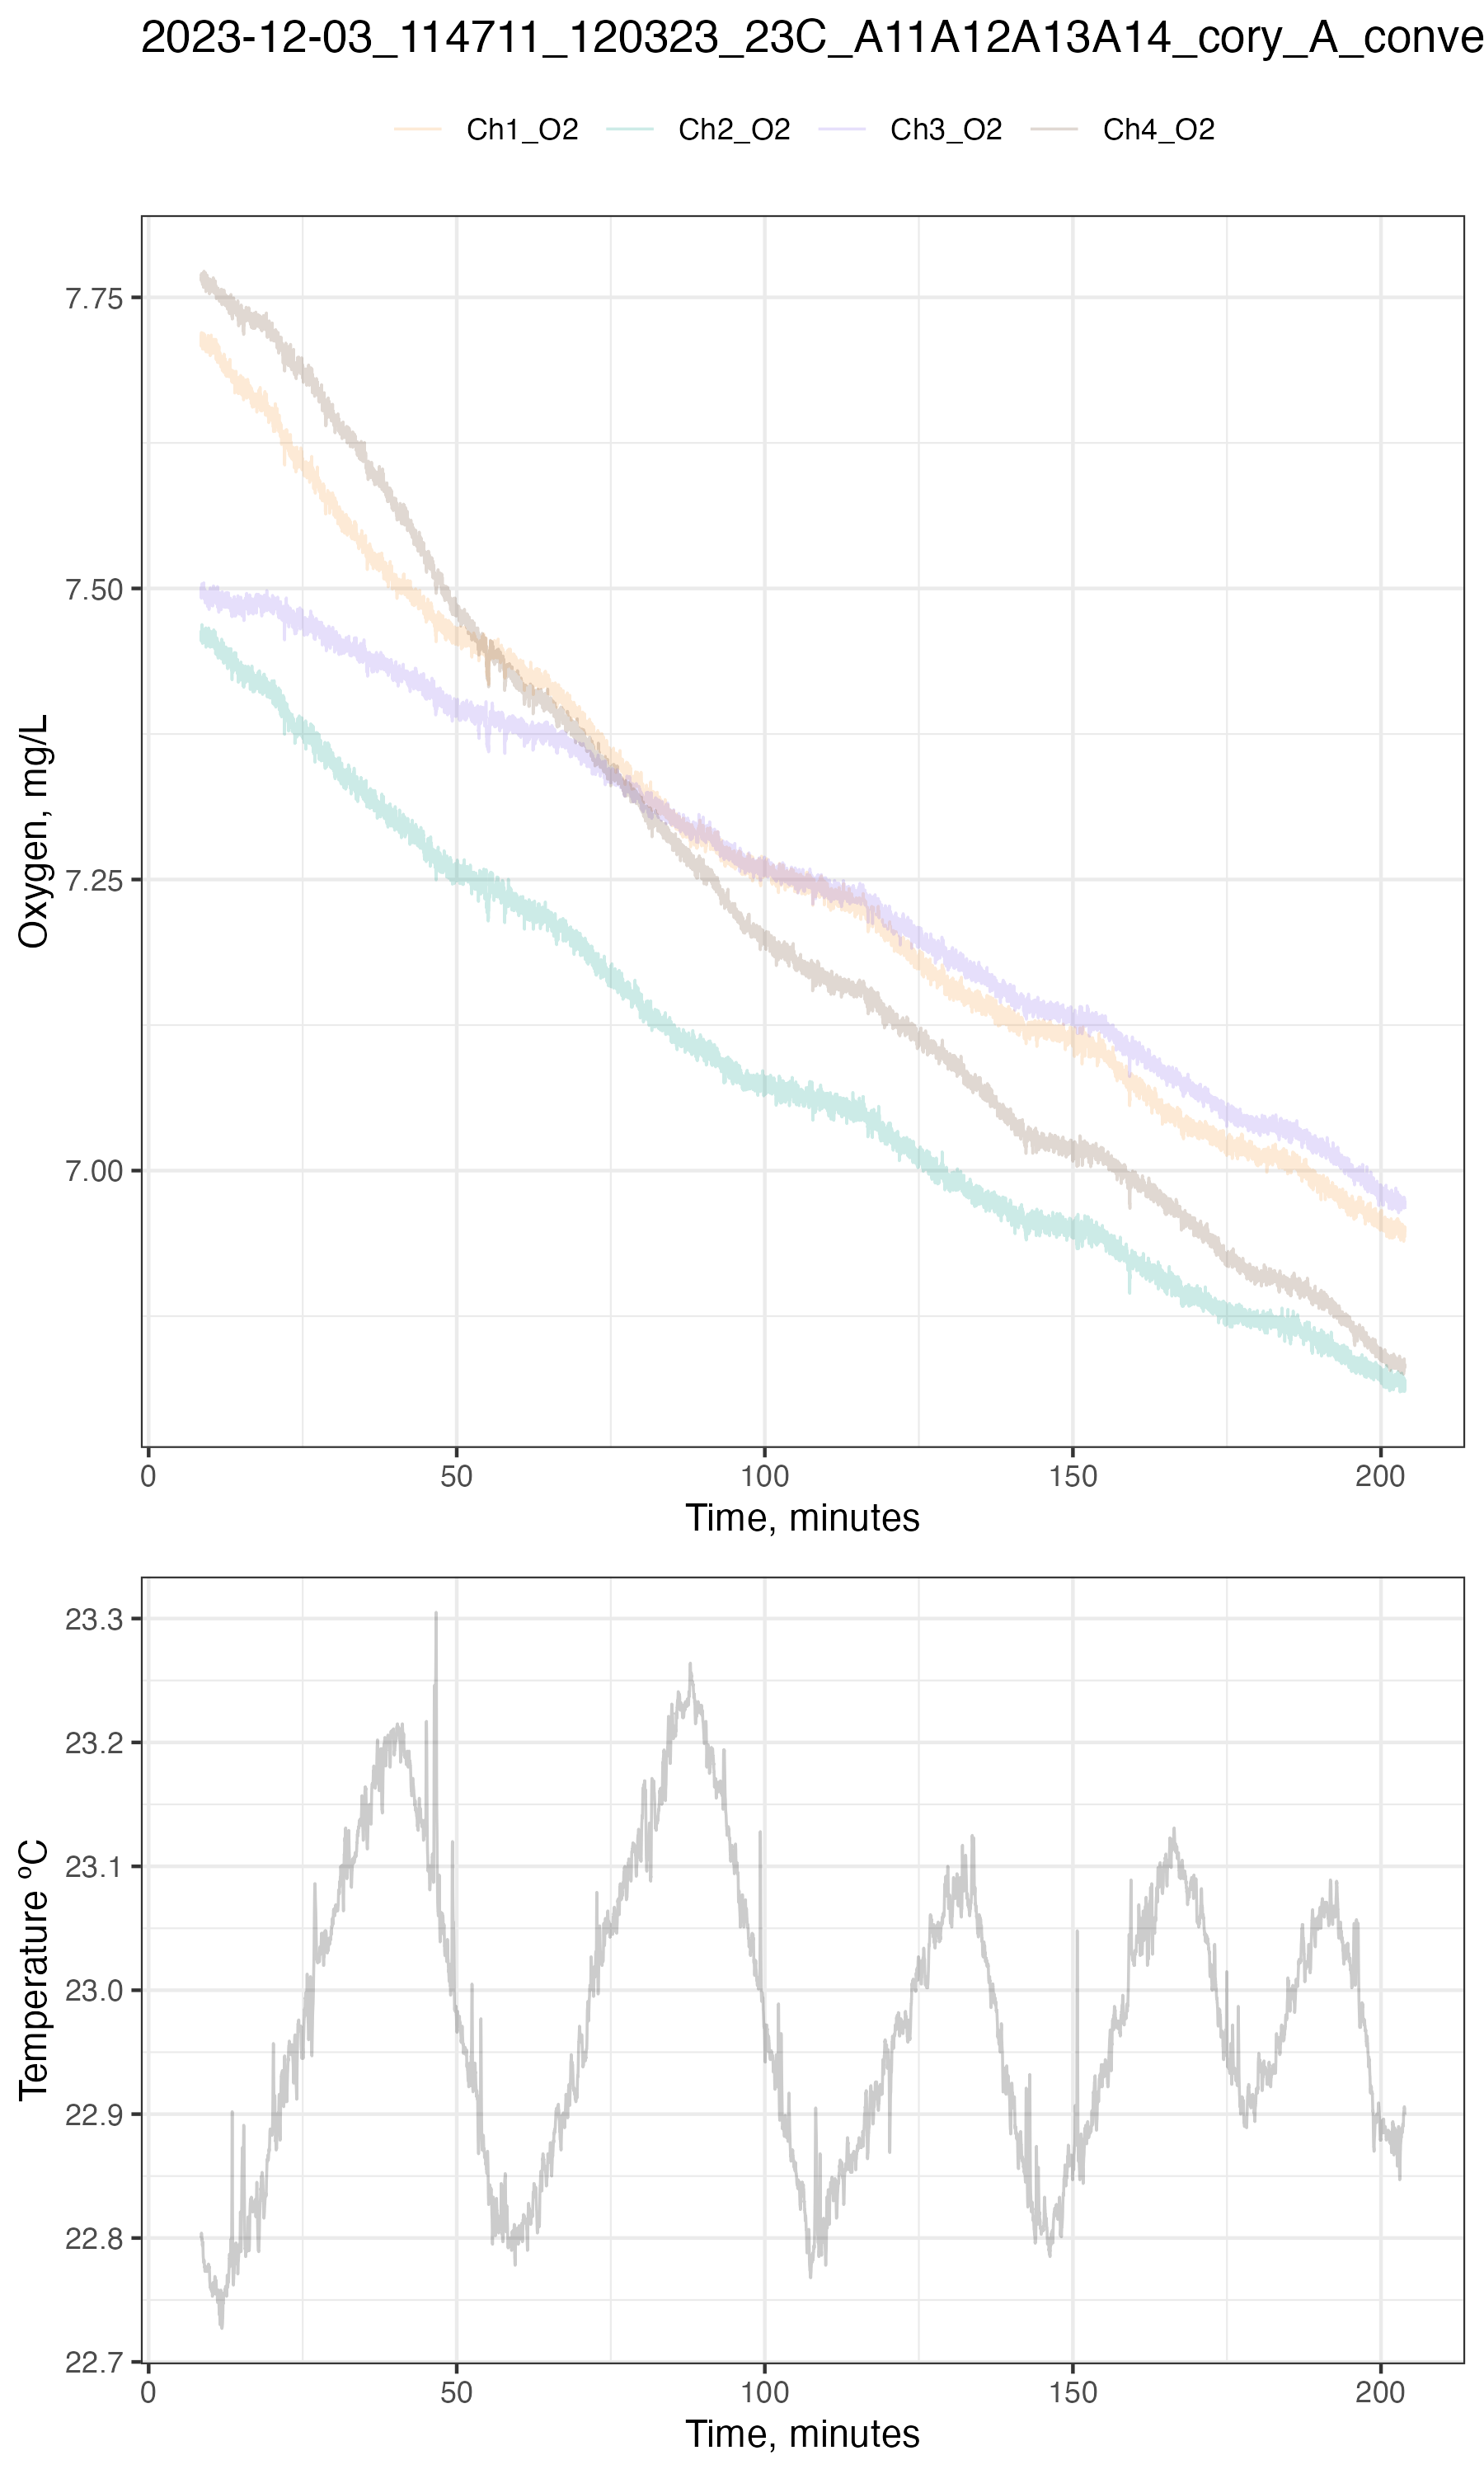 2023-12-03_114711_120323_23C_A11A12A13A14_cory_A_conve
Ch1_O2 Ch2_O2 Ch3_O2 Ch4_O2
7.75
7.50
7.25
7.00
Oxygen, mg/L
0 50 100 150 200
Time, minutes
23.3
23.2
23.1
23.0
22.9
22.8
22.7
Temperature ºC
0 50 100 150 200
Time, minutes